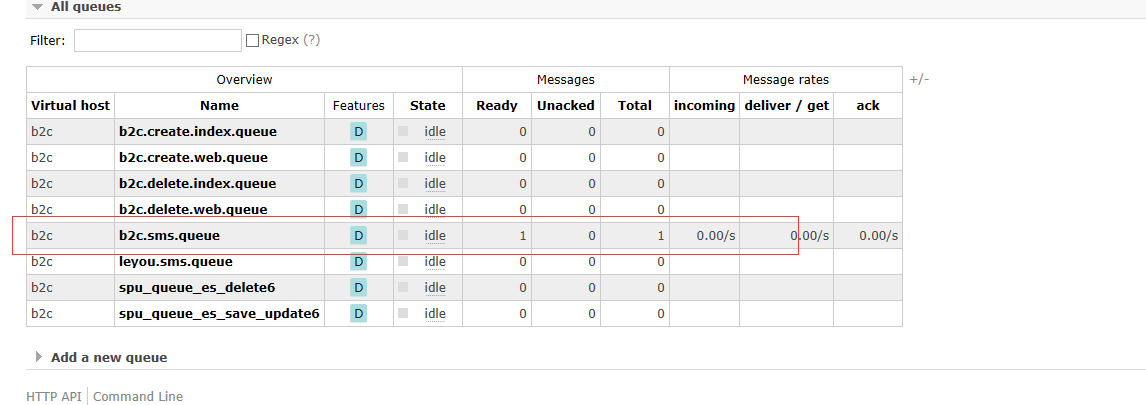 All queues
Filter: Regex (?)
Overview Messages Message rates +/-
Virtual host Name Features State Ready Unacked Total incoming deliver / get ack
b2c b2c.create.index.queue D idle 0 0 0
b2c b2c.create.web.queue D idle 0 0 0
b2c b2c.delete.index.queue D idle 0 0 0
b2c b2c.delete.web.queue D idle 0 0 0
b2c b2c.sms.queue D idle 1 0 1 0.00/s 0.00/s 0.00/s
b2c leyou.sms.queue D idle 0 0 0
b2c spu_queue_es_delete6 D idle 0 0 0
b2c spu_queue_es_save_update6 D idle 0 0 0
Add a new queue
HTTP API Command Line